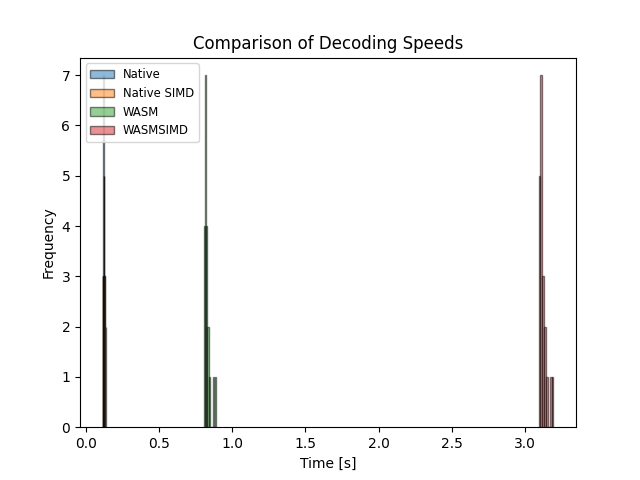 Comparison of Decoding Speeds
Native
Native SIMD
WASM
WASMSIMD
7
6
5
4
3
2
1
0
Frequency
0.0 0.5 1.0 1.5 2.0 2.5 3.0
Time [s]